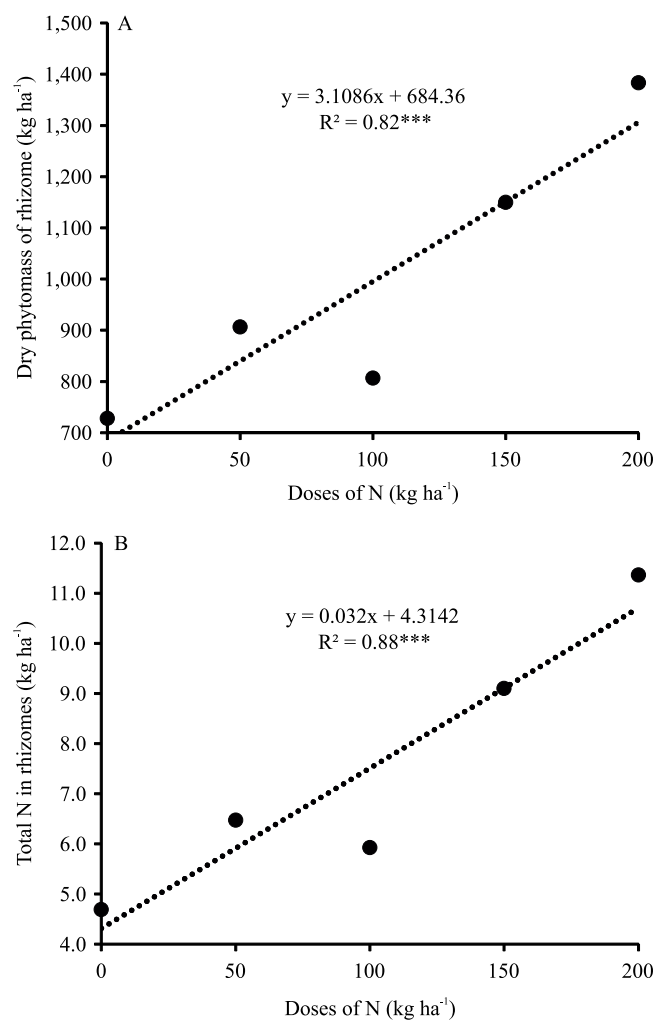 A
1,500
1,400
1,300
1,200
1,100
1,000
900
800
700
Dry phytomass of rhizome (kg ha⁻¹)
y = 3.1086x + 684.36
R² = 0.82***
0 50 100 150 200
Doses of N (kg ha⁻¹)
B
12.0
11.0
10.0
9.0
8.0
7.0
6.0
5.0
4.0
Total N in rhizomes (kg ha⁻¹)
y = 0.032x + 4.3142
R² = 0.88***
0 50 100 150 200
Doses of N (kg ha⁻¹)